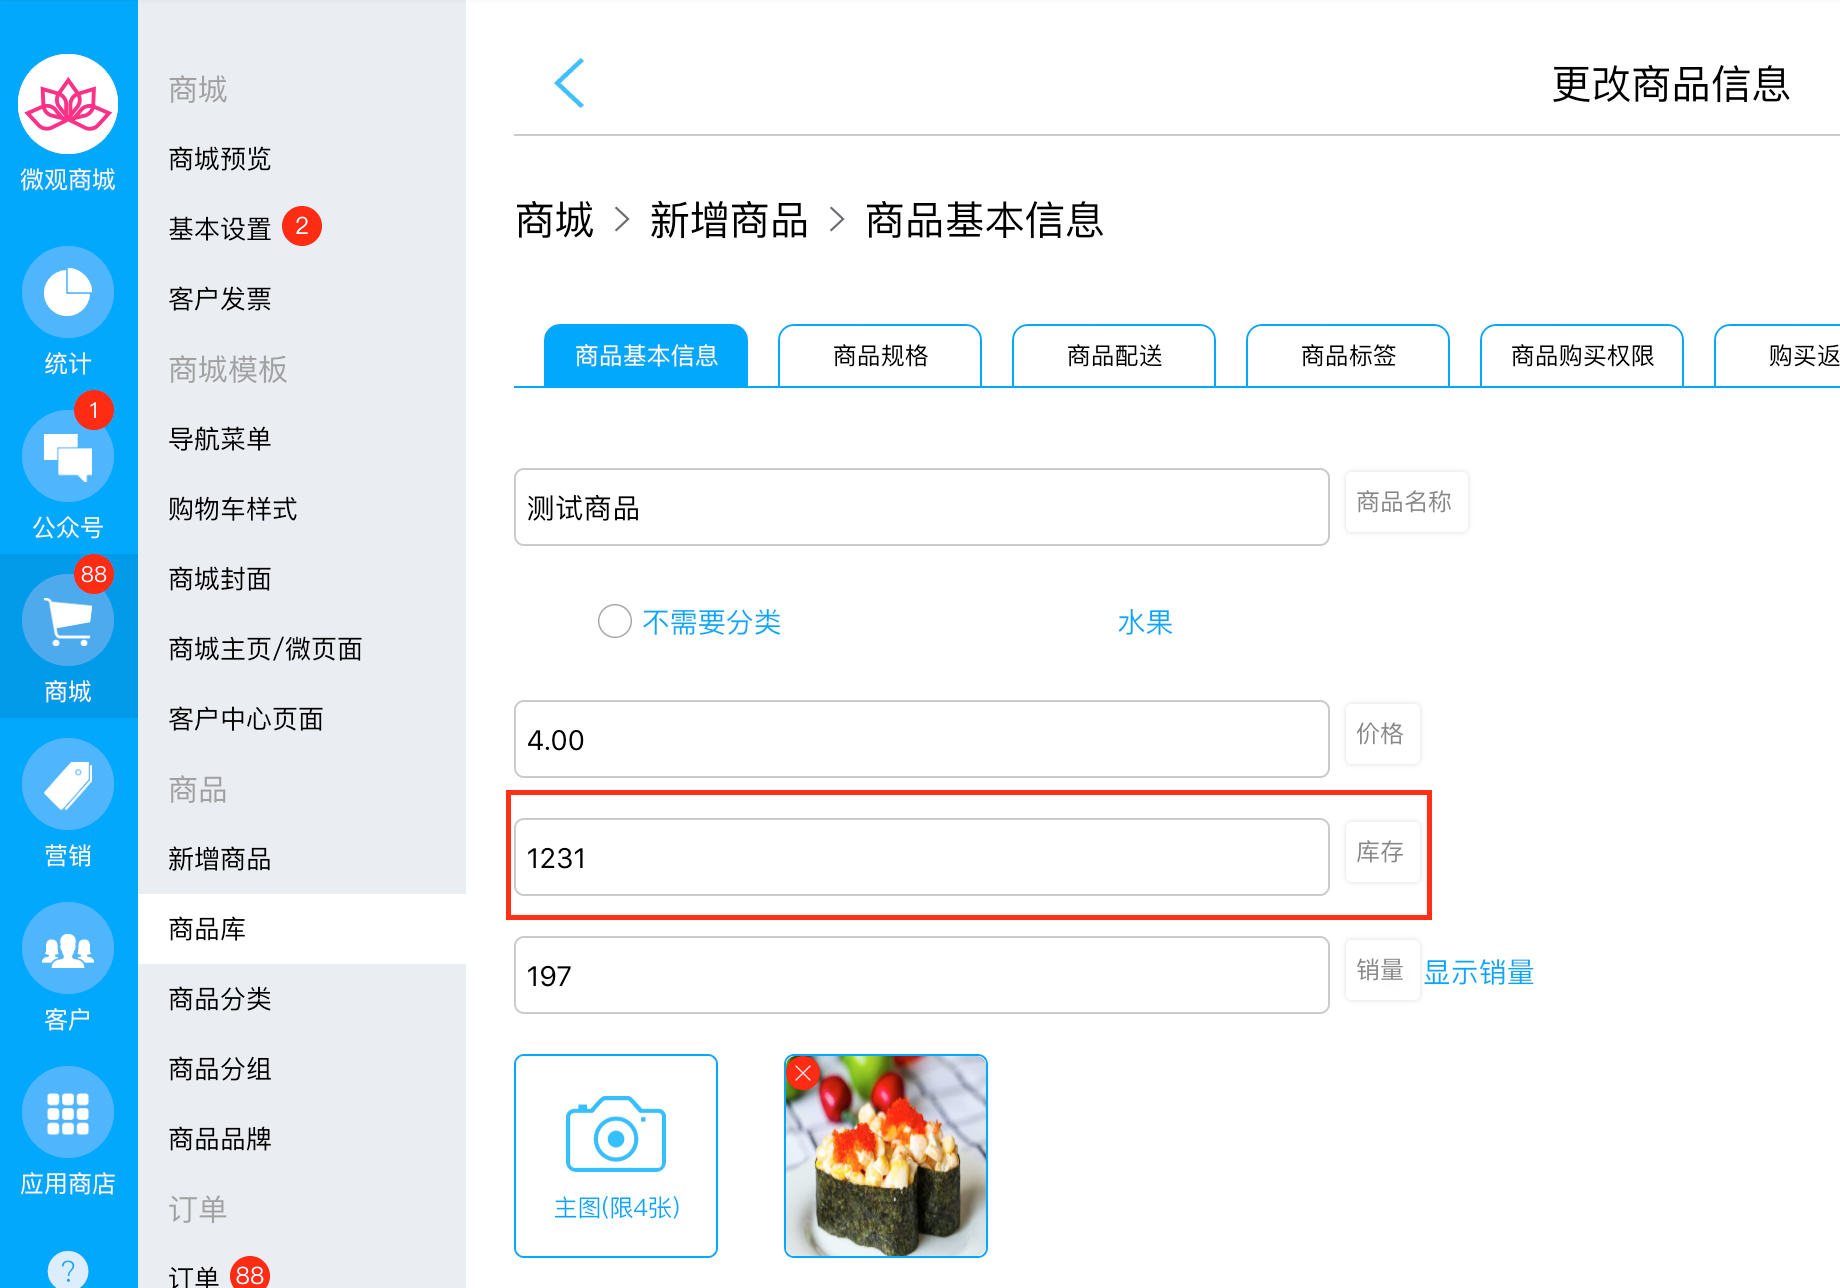 微观商城
统计
1
公众号
88
商城
营销
客户
应用商店
?
商城
商城预览
基本设置 2
客户发票
商城模板
导航菜单
购物车样式
商城封面
商城主页/微页面
客户中心页面
商品
新增商品
商品库
商品分类
商品分组
商品品牌
订单
订单 88
更改商品信息
商城 > 新增商品 > 商品基本信息
商品基本信息 商品规格 商品配送 商品标签 商品购买权限 购买返
测试商品 商品名称
不需要分类 水果
4.00 价格
1231 库存
197 销量 显示销量
主图(限4张)